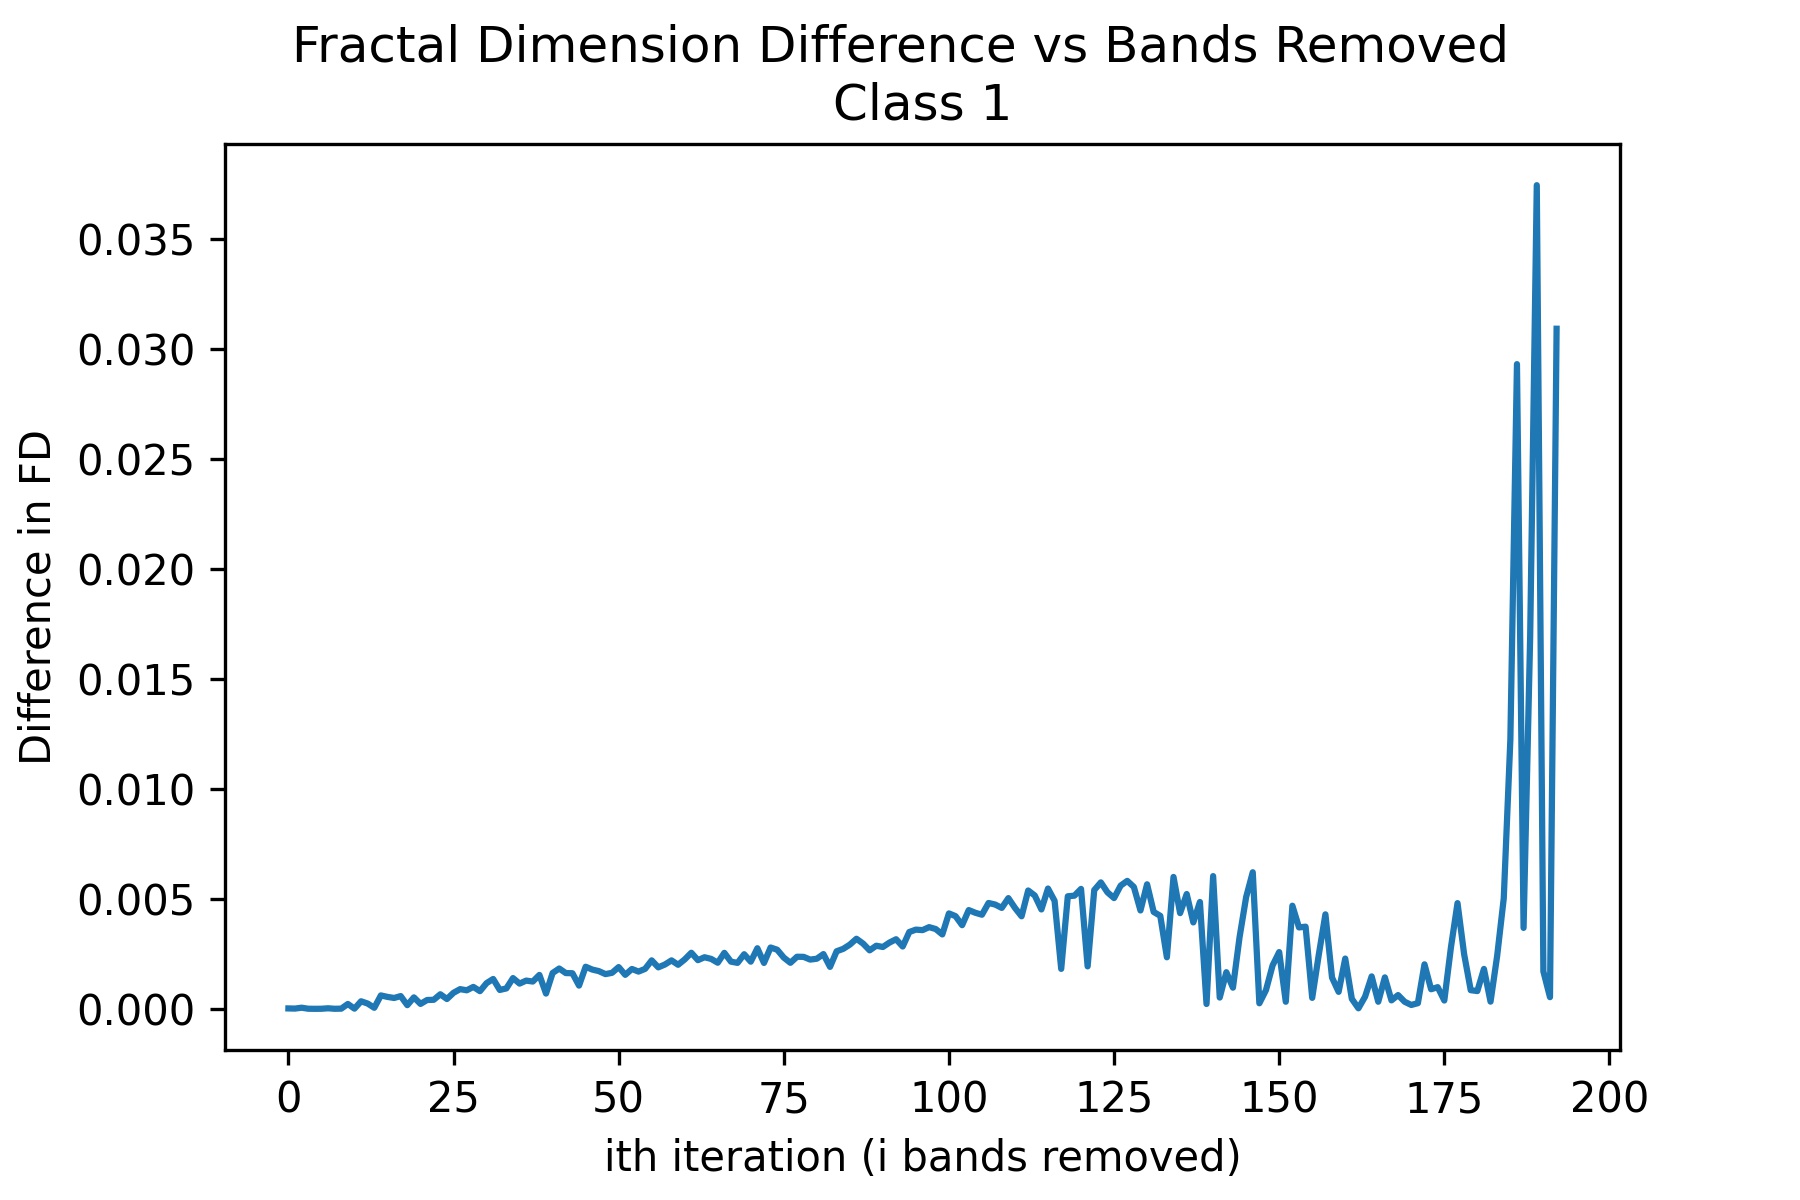 Fractal Dimension Difference vs Bands Removed
Class 1
Difference in FD
0.035
0.030
0.025
0.020
0.015
0.010
0.005
0.000
0 25 50 75 100 125 150 175 200
ith iteration (i bands removed)